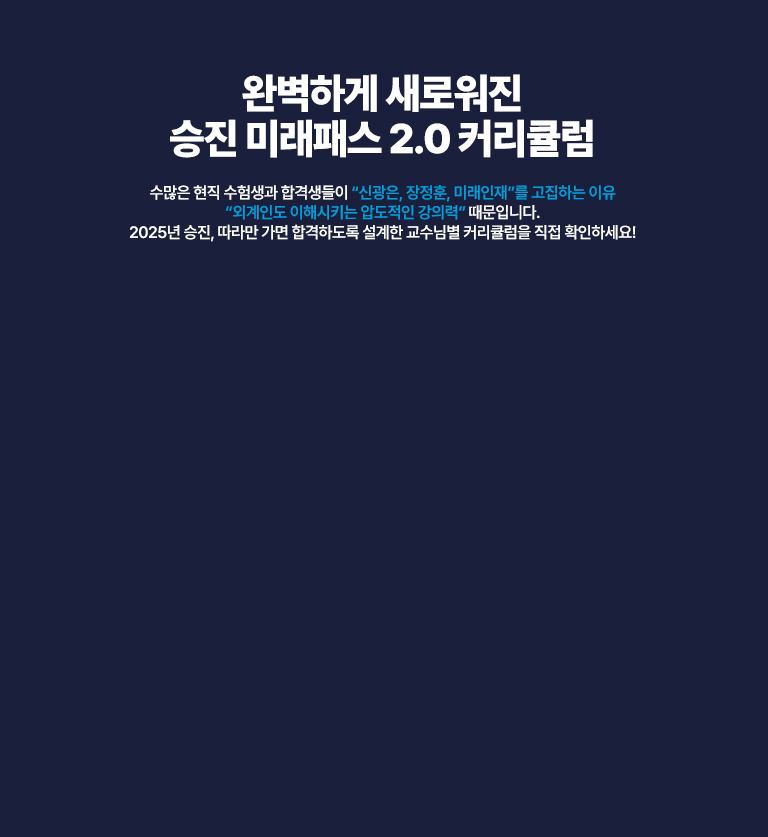 완벽하게 새로워진
승진 미래패스 2.0 커리큘럼
수많은 현직 수험생과 합격생들이 “신광은, 장정훈, 미래인재”를 고집하는 이유
“외계인도 이해시키는 압도적인 강의력” 때문입니다.
2025년 승진, 따라만 가면 합격하도록 설계한 교수님별 커리큘럼을 직접 확인하세요!